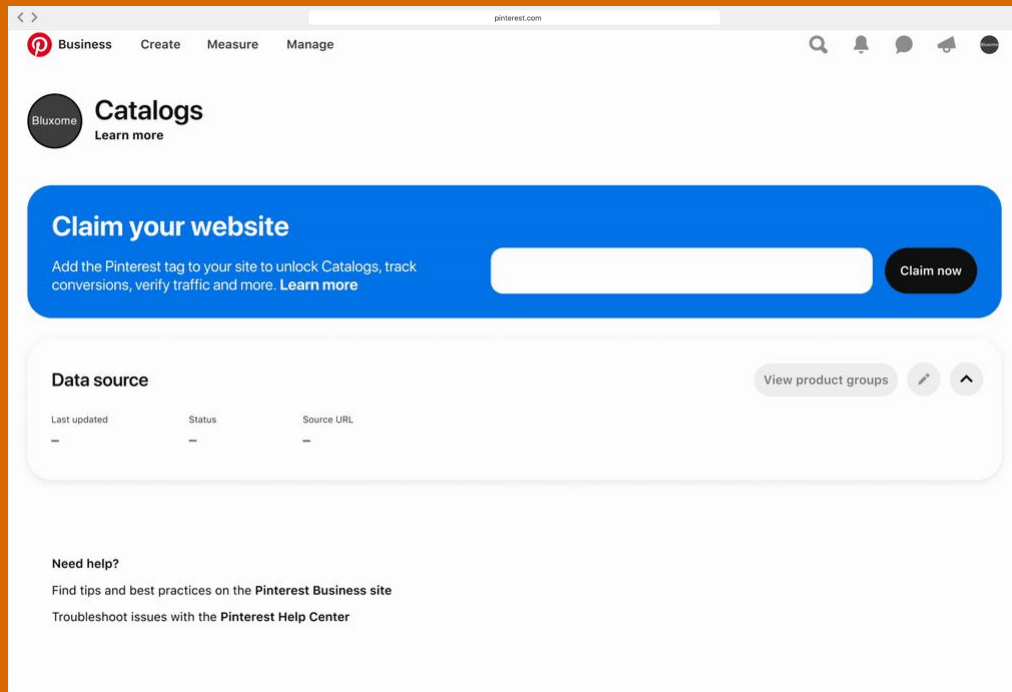 pinterest.com
Business Create Measure Manage
Bluxome
Catalogs
Learn more
Claim your website
Add the Pinterest tag to your site to unlock Catalogs, track
conversions, verify traffic and more. Learn more
Claim now
Data source
View product groups
Last updated Status Source URL
– – –
Need help?
Find tips and best practices on the Pinterest Business site
Troubleshoot issues with the Pinterest Help Center